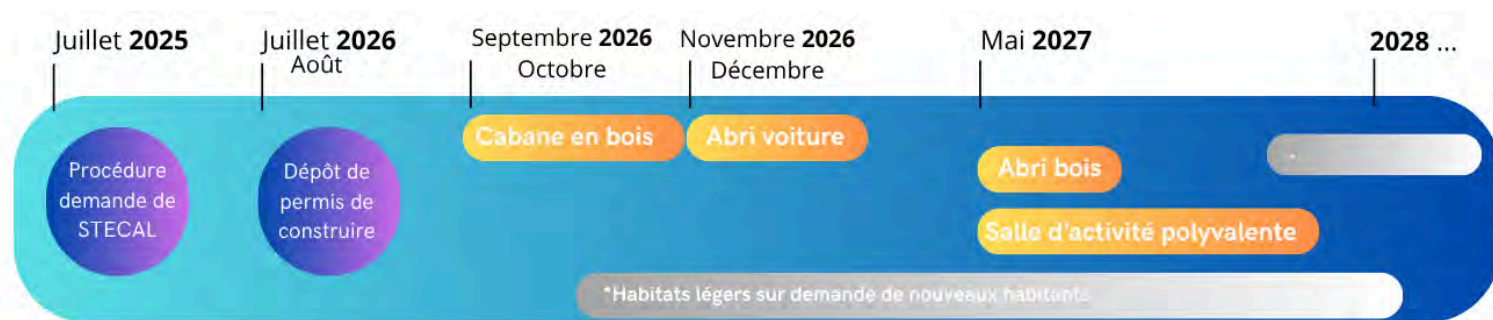 Juillet 2025
Juillet 2026
Août
Septembre 2026
Octobre
Novembre 2026
Décembre
Mai 2027
2028 ...
Procédure
demande de
STECAL
Dépôt de
permis de
construire
Cabane en bois
Abri voiture
Abri bois
Salle d'activité polyvalente
.
*Habitats légers sur demande de nouveaux habitants